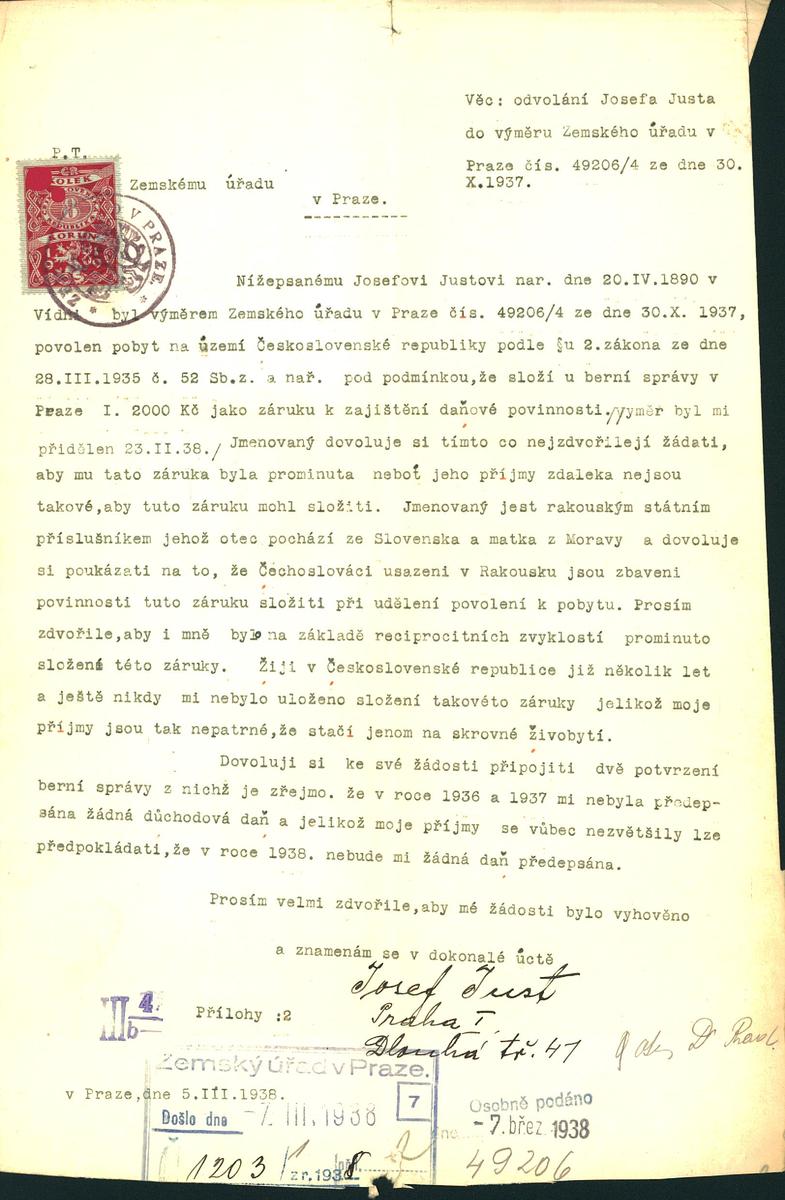 Věc: odvolání Josefa Justa
do výměru Zemského úřadu v
Praze čís. 49206/4 ze dne 30.
X.1937.
P.T.
KOLEK
8
KORUN
V PRAZE
Zemskému úřadu
v Praze.
Nížepsanému Josefovi Justovi nar. dne 20.IV.1890 v
Vídni byl výměrem Zemského úřadu v Praze čís. 49206/4 ze dne 30.X. 1937,
povolen pobyt na území Československé republiky podle §u 2.zákona ze dne
28.III.1935 č. 52 Sb.z. a nař. pod podmínkou,že složí u berní správy v
Praze I. 2000 Kč jako záruku k zajištění daňové povinnosti./Výměr byl mi
přidělen 23.II.38./ Jmenovaný dovoluje si tímto co nejzdvořileji žádati,
aby mu tato záruka byla prominuta neboť jeho příjmy zdaleka nejsou
takové,aby tuto záruku mohl složiti. Jmenovaný jest rakouským státním
příslušníkem jehož otec pochází ze Slovenska a matka z Moravy a dovoluje
si poukázati na to, že Čechoslováci usazeni v Rakousku jsou zbaveni
povinnosti tuto záruku složiti při udělení povolení k pobytu. Prosím
zdvořile,aby i mně bylo na základě reciprocitních zvyklostí prominuto
složení této záruky. Žiji v Československé republice již několik let
a ještě nikdy mi nebylo uloženo složení takovéto záruky jelikož moje
příjmy jsou tak nepatrné,že stačí jenom na skrovné živobytí.
Dovoluji si ke své žádosti připojiti dvě potvrzení
berní správy z nichž je zřejmo. že v roce 1936 a 1937 mi nebyla předep-
sána žádná důchodová daň a jelikož moje příjmy se vůbec nezvětšily lze
předpokládati,že v roce 1938. nebude mi žádná daň předepsána.
Prosím velmi zdvořile,aby mé žádosti bylo vyhověno
a znamenám se v dokonalé úctě
Josef Just
Praha I
Dlouhá tř. 41
III b 4
Přílohy :2
Dr
Zemský úřad v Praze.
v Praze,dne 5.III.1938.
Došlo dne -7. III. 1938
7
Osobně podáno
dne -7. břez 1938
Č 1203 / z r. 1938 příl.
49206